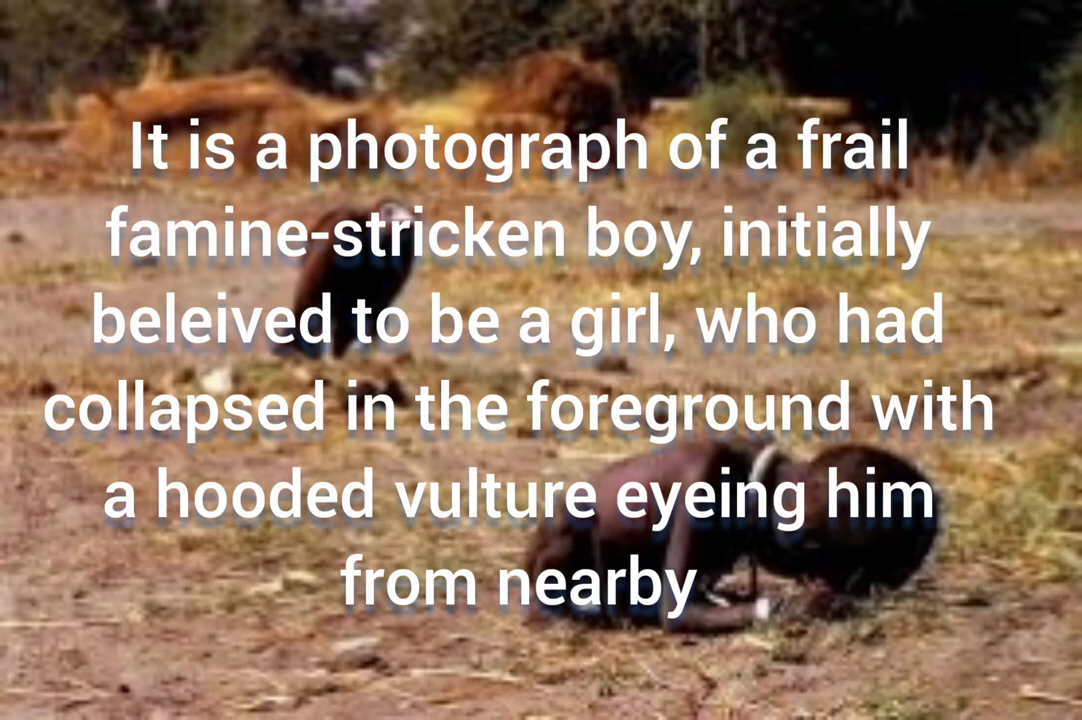 It is a photograph of a frail
famine-stricken boy, initially
beleived to be a girl, who had
collapsed in the foreground with
a hooded vulture eyeing him
from nearby